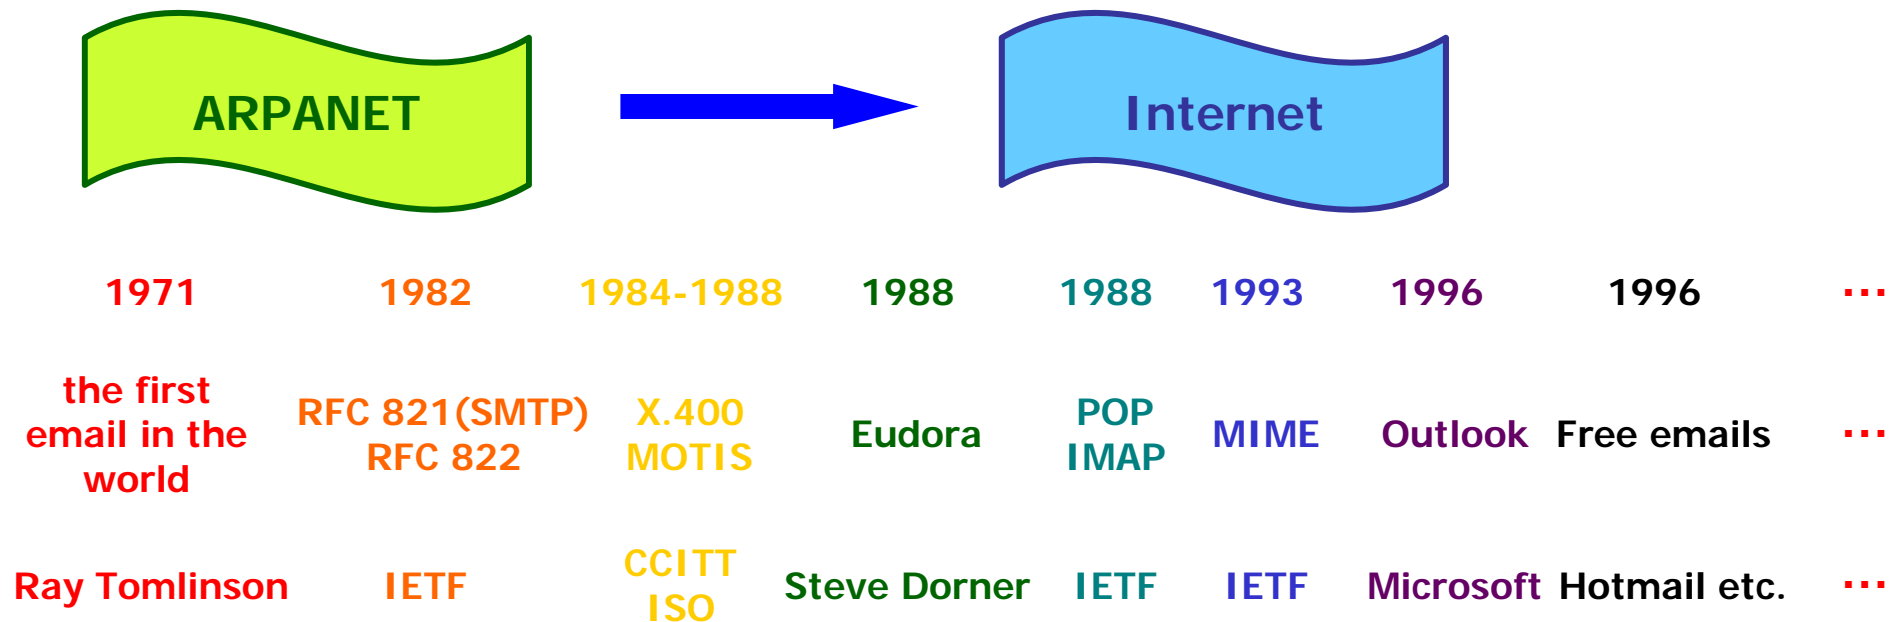 ARPANET
Internet
1971 1982 1984-1988 1988 1988 1993 1996 1996 ...
the first
email in the
world
RFC 821(SMTP)
RFC 822
X.400
MOTIS
Eudora
POP
IMAP
MIME
Outlook
Free emails
...
Ray Tomlinson
IETF
CCITT
ISO
Steve Dorner
IETF
IETF
Microsoft
Hotmail etc.
...